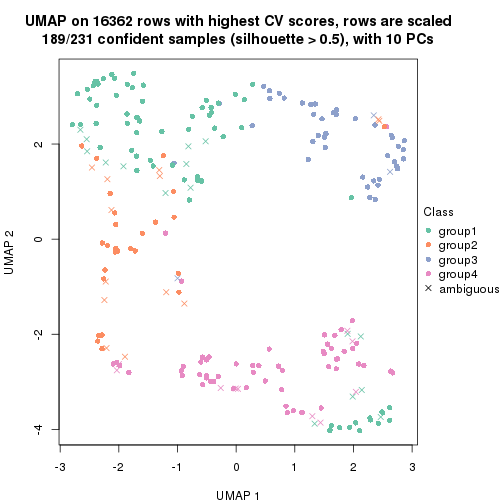 UMAP on 16362 rows with highest CV scores, rows are scaled
189/231 confident samples (silhouette > 0.5), with 10 PCs
UMAP 2
2
0
-2
-4
-3
-2
-1
0
1
2
3
UMAP 1
Class
group1
group2
group3
group4
ambiguous